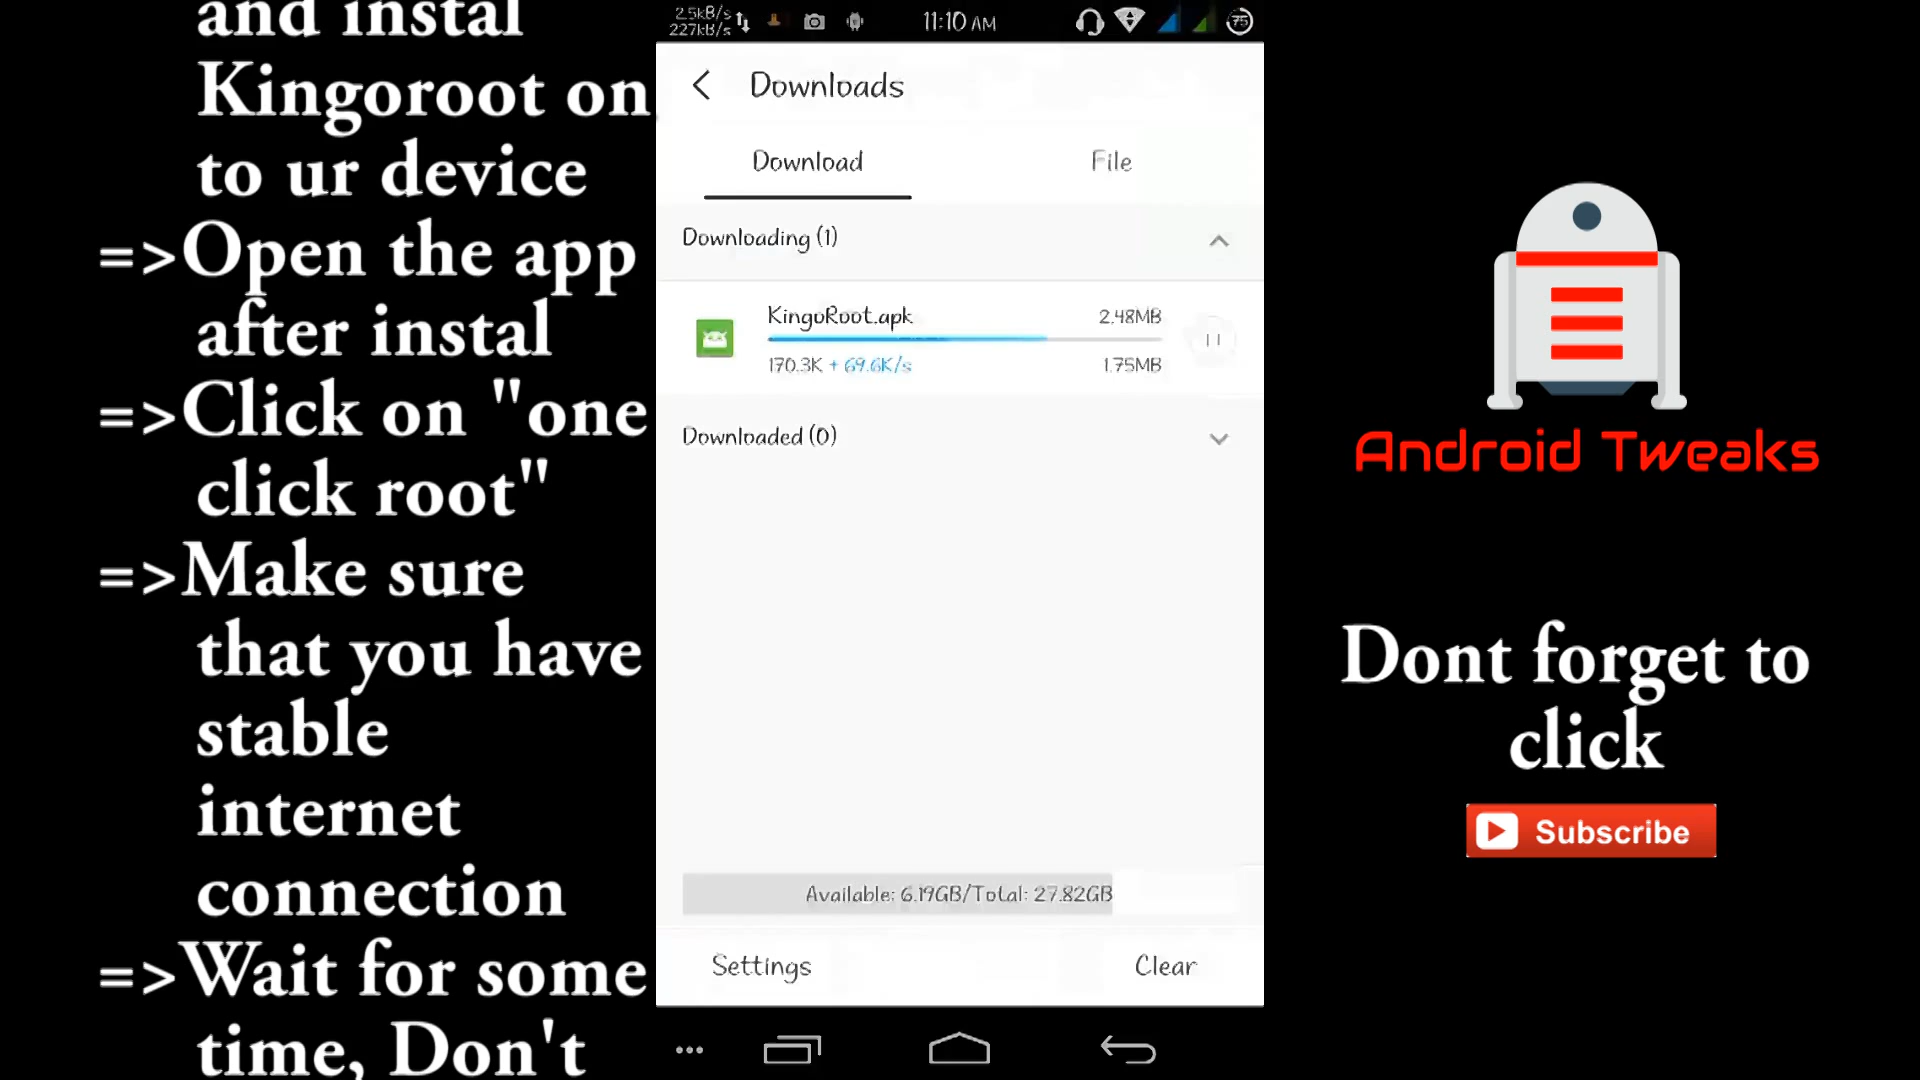 and instal
Kingoroot on
to ur device
=>Open the app
after instal
=>Click on "one
click root"
=>Make sure
that you have
stable
internet
connection
=>Wait for some
time, Don't
2.5kB/s
227kB/s
11:10 AM
75
Downloads
Download
File
Downloading (1)
KingoRoot.apk
2.48MB
170.3K + 69.6K/s
1.75MB
Downloaded (0)
Available: 6.19GB/Total: 27.82GB
Settings
Clear
Android Tweaks
Dont forget to
click
Subscribe